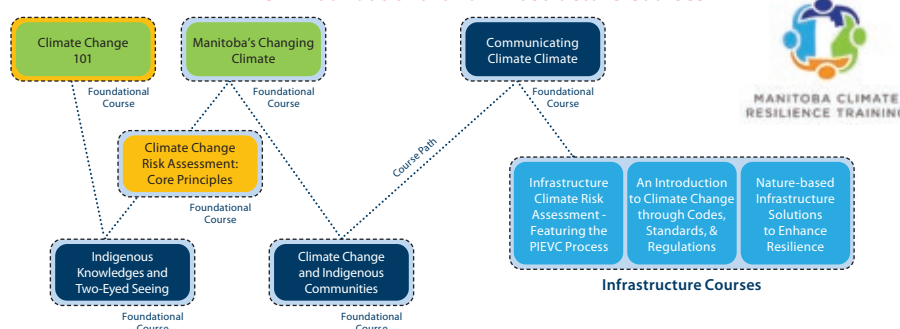 Climate Change
101
Foundational
Course
Manitoba's Changing
Climate
Foundational
Course
Communicating
Climate Climate
Foundational
Course
MANITOBA CLIMATE
RESILIENCE TRAINING
Climate Change
Risk Assessment:
Core Principles
Foundational
Course
Course Path
Infrastructure
Climate Risk
Assessment -
Featuring the
PIEVC Process
An Introduction
to Climate Change
through Codes,
Standards, &
Regulations
Nature-based
Infrastructure
Solutions
to Enhance
Resilience
Infrastructure Courses
Indigenous
Knowledges and
Two-Eyed Seeing
Foundational
Course
Climate Change
and Indigenous
Communities
Foundational
Course